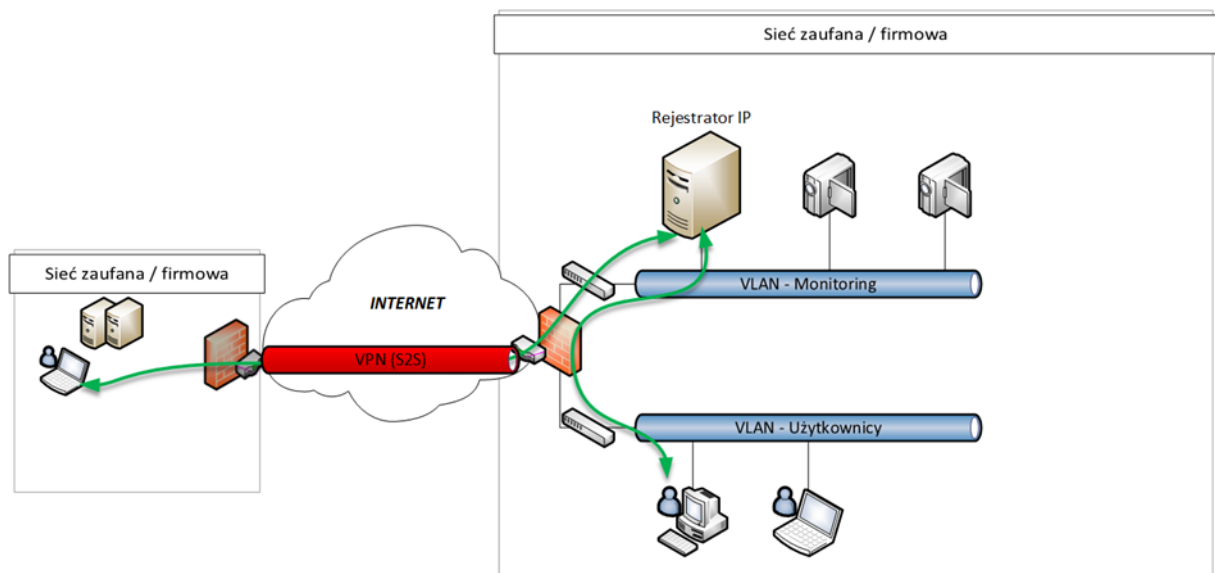 Sieć zaufana / firmowa
Rejestrator IP
Sieć zaufana / firmowa
INTERNET
VLAN - Monitoring
VPN (S2S)
VLAN - Użytkownicy